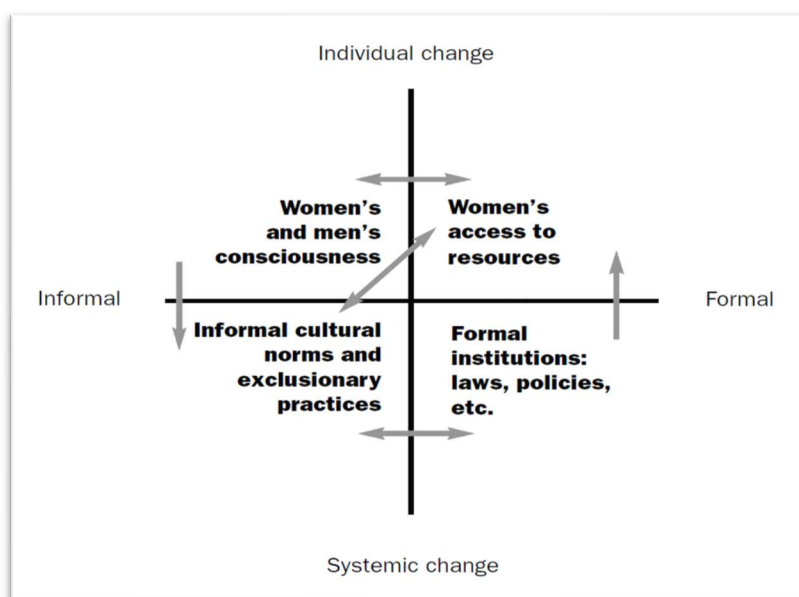 Individual change
Women's
and men's
consciousness
Women's
access to
resources
Informal
Formal
Informal cultural
norms and
exclusionary
practices
Formal
institutions:
laws, policies,
etc.
Systemic change